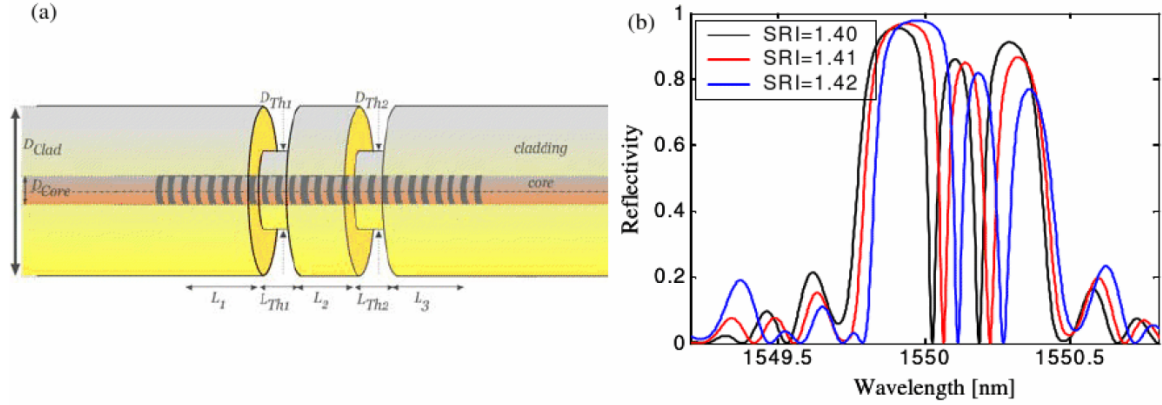 (a)
D_Th1
D_Th2
D_Clad
D_Core
cladding
core
L_1
L_Th1
L_2
L_Th2
L_3
(b)
SRI=1.40
SRI=1.41
SRI=1.42
1
0.8
0.6
0.4
0.2
0
Reflectivity
1549.5
1550
1550.5
Wavelength [nm]